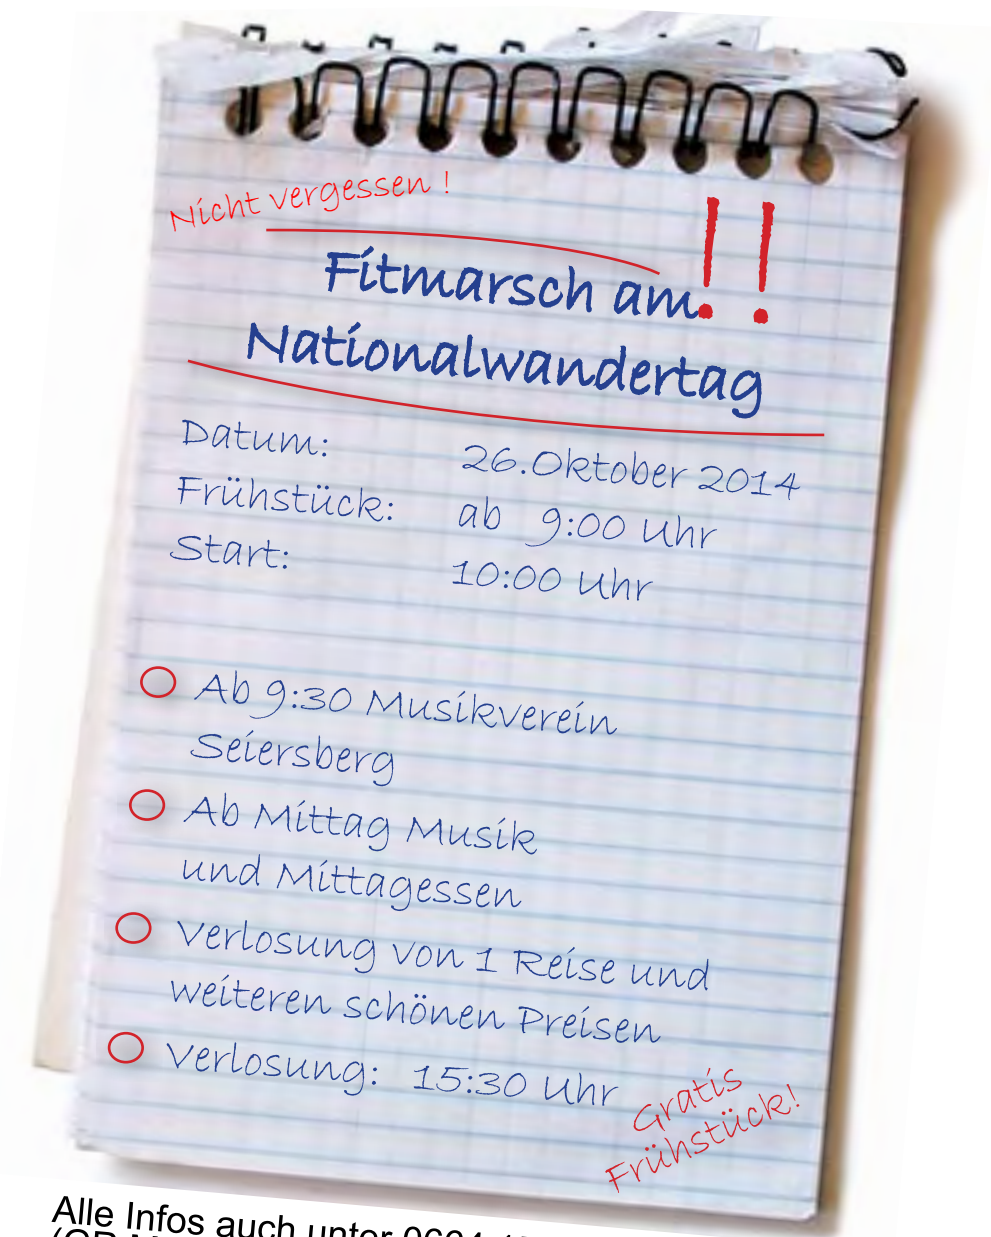 Nicht vergessen !
Fitmarsch am !!
Nationalwandertag
Datum: 26.Oktober 2014
Frühstück: ab 9:00 Uhr
Start: 10:00 Uhr
Ab 9:30 Musikverein
Seiersberg
Ab Mittag Musik
und Mittagessen
Verlosung von 1 Reise und
weiteren schönen Preisen
Verlosung: 15:30 Uhr
Gratis
Frühstück!
Alle Infos auch unter